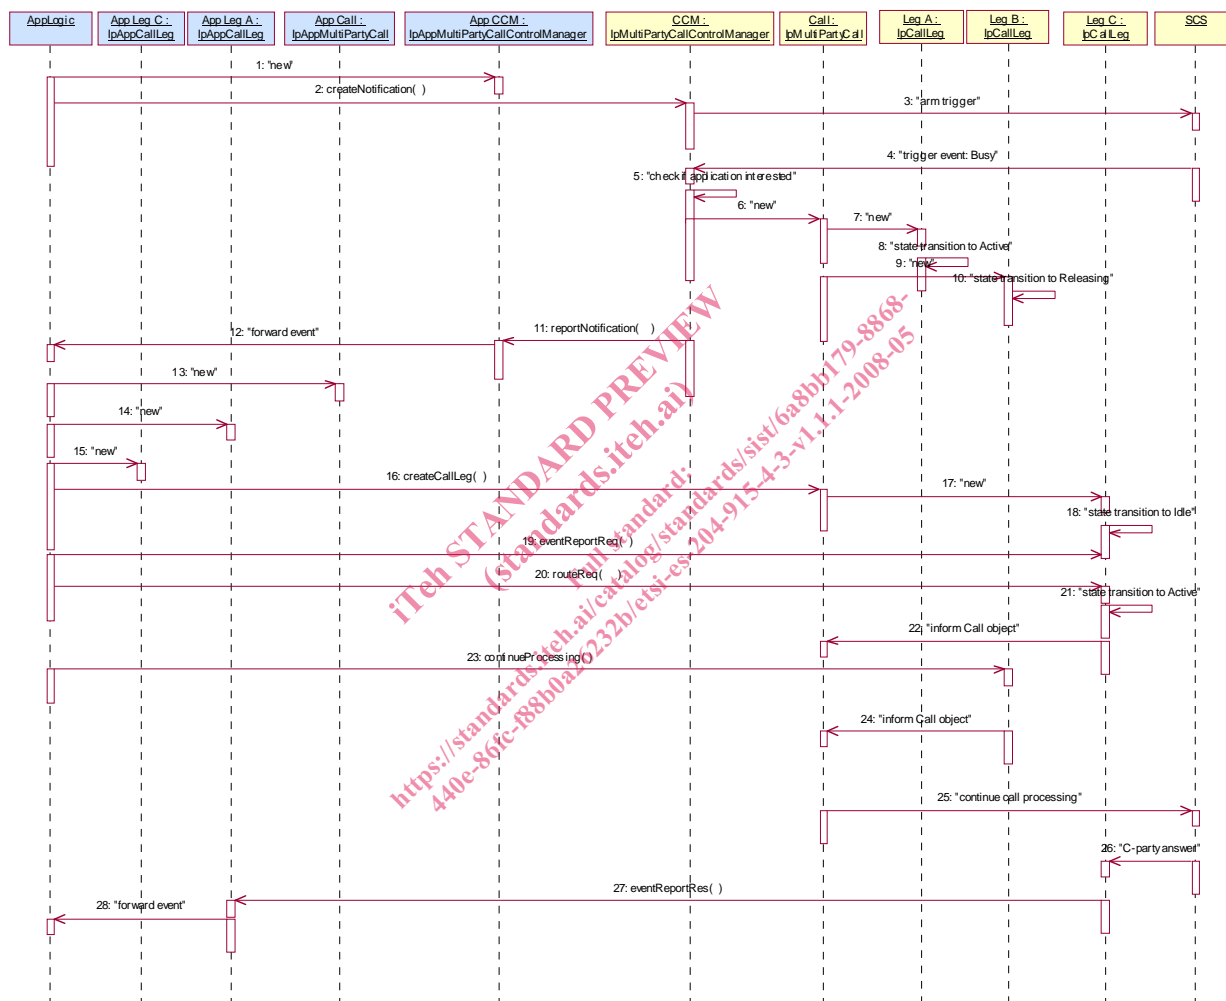 AppLogic
App Leg C :
IpAppCallLeg
App Leg A :
IpAppCallLeg
App Call :
IpAppMultiPartyCall
App CCM :
IpAppMultiPartyCallControlManager
CCM :
IpMultiPartyCallControlManager
Call :
IpMultiPartyCall
Leg A :
IpCallLeg
Leg B :
IpCallLeg
Leg C :
IpCallLeg
SCS
1: "new"
2: createNotification( )
3: "arm trigger"
4: "trigger event: Busy"
5: "check if application interested"
6: "new"
7: "new"
8: "state transition to Active"
9: "new"
10: "state transition to Releasing"
11: reportNotification( )
12: "forward event"
13: "new"
14: "new"
15: "new"
16: createCallLeg( )
17: "new"
18: "state transition to Idle"
19: eventReportReq( )
20: routeReq( )
21: "state transition to Active"
22: "inform Call object"
23: continueProcessing( )
24: "inform Call object"
25: "continue call processing"
26: "C-party answer"
27: eventReportRes( )
28: "forward event"
iTeh STANDARD PREVIEW
(standards.iteh.ai)
Full standard:
https://standards.iteh.ai/catalog/standards/sist/6a8bb179-8868-
440e-86fc-f88b0a26232b/etsi-es-204-915-4-3-v1.1.1-2008-05